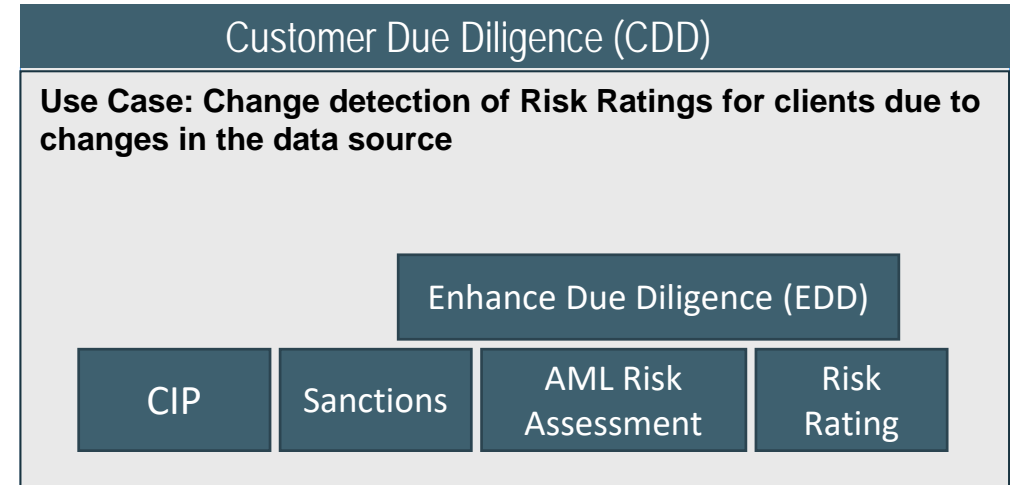 Customer Due Diligence (CDD)
Use Case: Change detection of Risk Ratings for clients due to
changes in the data source
Enhance Due Diligence (EDD)
CIP
Sanctions
AML Risk
Assessment
Risk
Rating